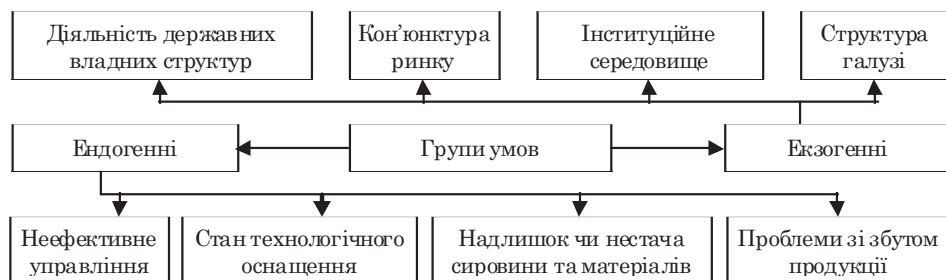 Діяльність державних
владних структур
Кон’юнктура
ринку
Інституційне
середовище
Структура
галузі
Ендогенні
Групи умов
Екзогенні
Неефективне
управління
Стан технологічного
оснащення
Надлишок чи нестача
сировини та матеріалів
Проблеми зі збутом
продукції